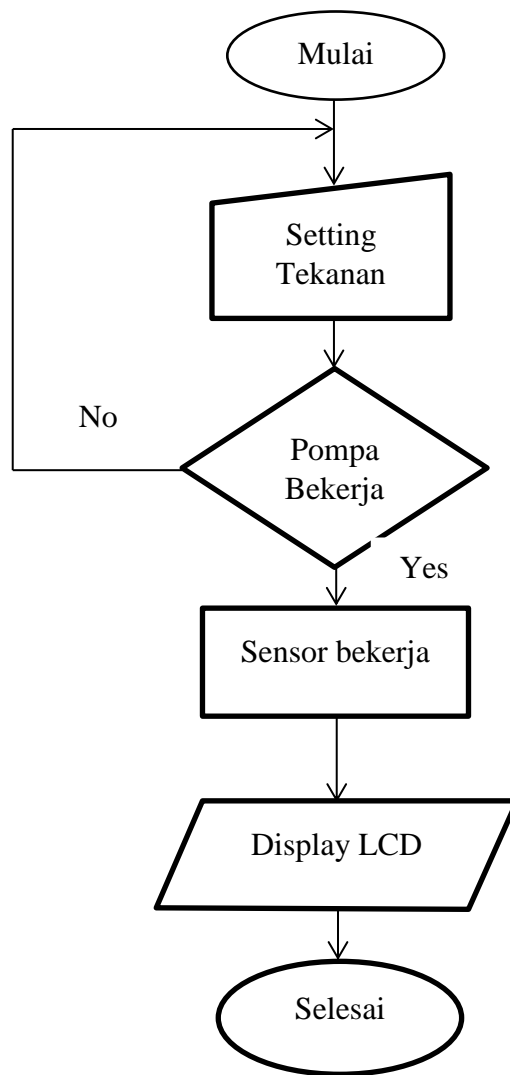 Mulai
Setting
Tekanan
No
Pompa
Bekerja
Yes
Sensor bekerja
Display LCD
Selesai